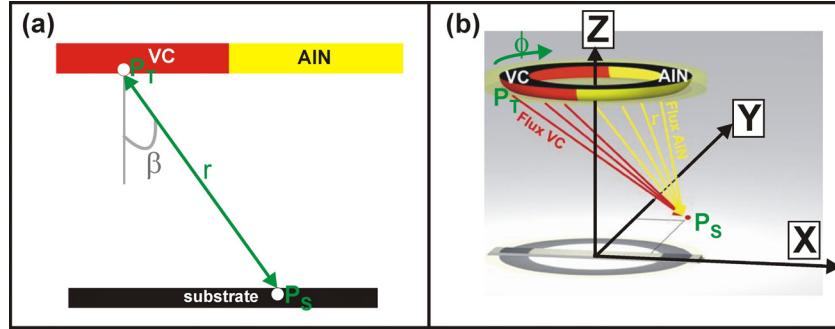 (a)
VC AlN
P_T
β
r
substrate P_S
(b)
ϕ
Z
VC AlN
P_T
Flux VC
r
Flux AlN
Y
P_S
X